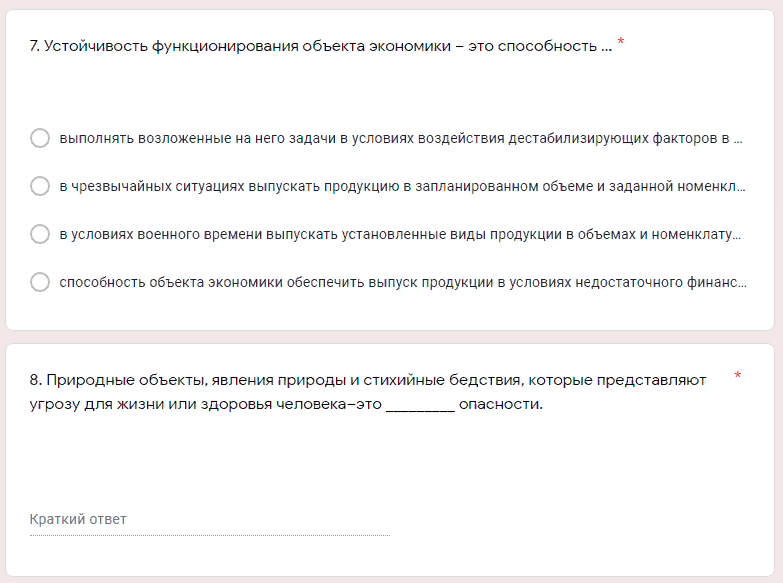 7. Устойчивость функционирования объекта экономики – это способность ... *
выполнять возложенные на него задачи в условиях воздействия дестабилизирующих факторов в ...
в чрезвычайных ситуациях выпускать продукцию в запланированном объеме и заданной номенкл...
в условиях военного времени выпускать установленные виды продукции в объемах и номенклату...
способность объекта экономики обеспечить выпуск продукции в условиях недостаточного финанс...
8. Природные объекты, явления природы и стихийные бедствия, которые представляют *
угрозу для жизни или здоровья человека–это _________ опасности.
Краткий ответ